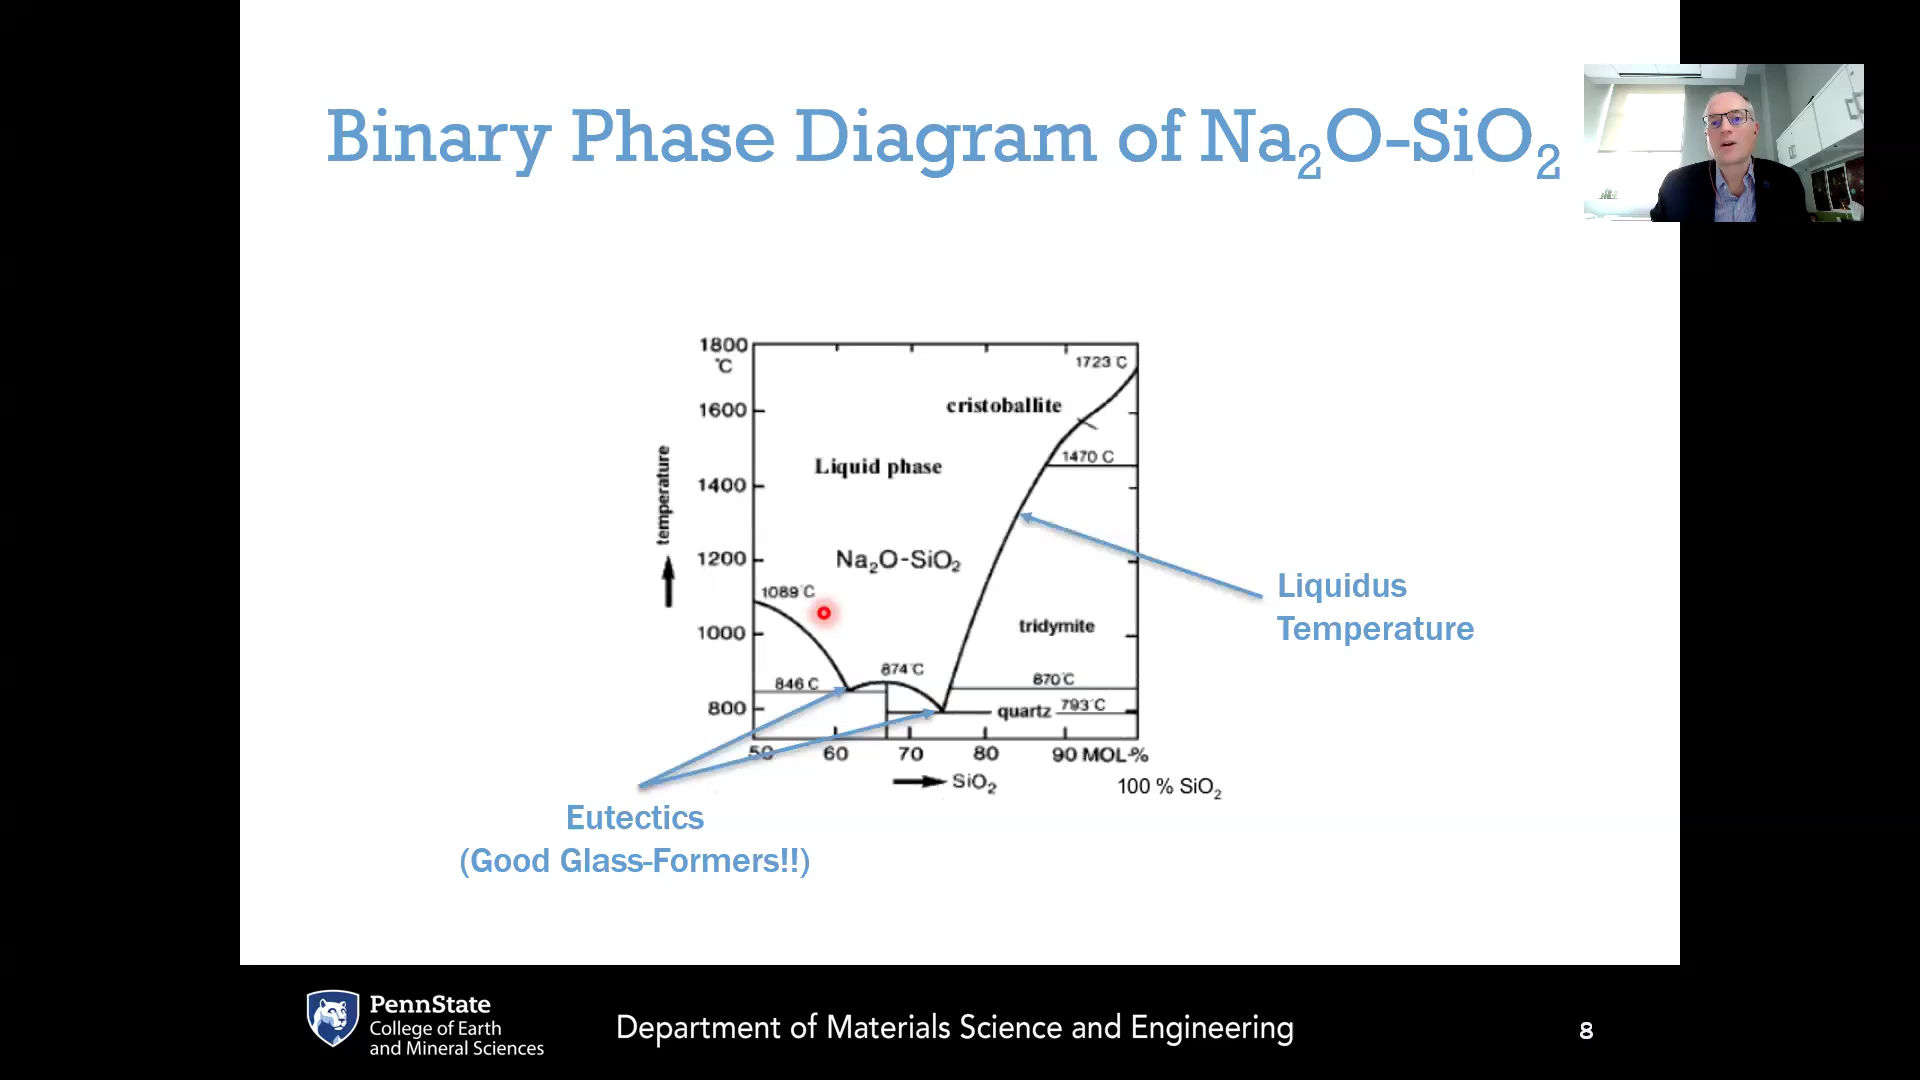 Binary Phase Diagram of Na₂O-SiO₂
1800
°C
1723°C
1600
cristoballite
Liquid phase
1470 C
1400
temperature
1200
Na₂O-SiO₂
1089°C
Liquidus
Temperature
1000
tridymite
874°C
846 C
870°C
800
quartz
793°C
50
60
70
80
90 MOL-%
SiO₂
100 % SiO₂
Eutectics
(Good Glass-Formers!!)
PennState
College of Earth
and Mineral Sciences
Department of Materials Science and Engineering
8